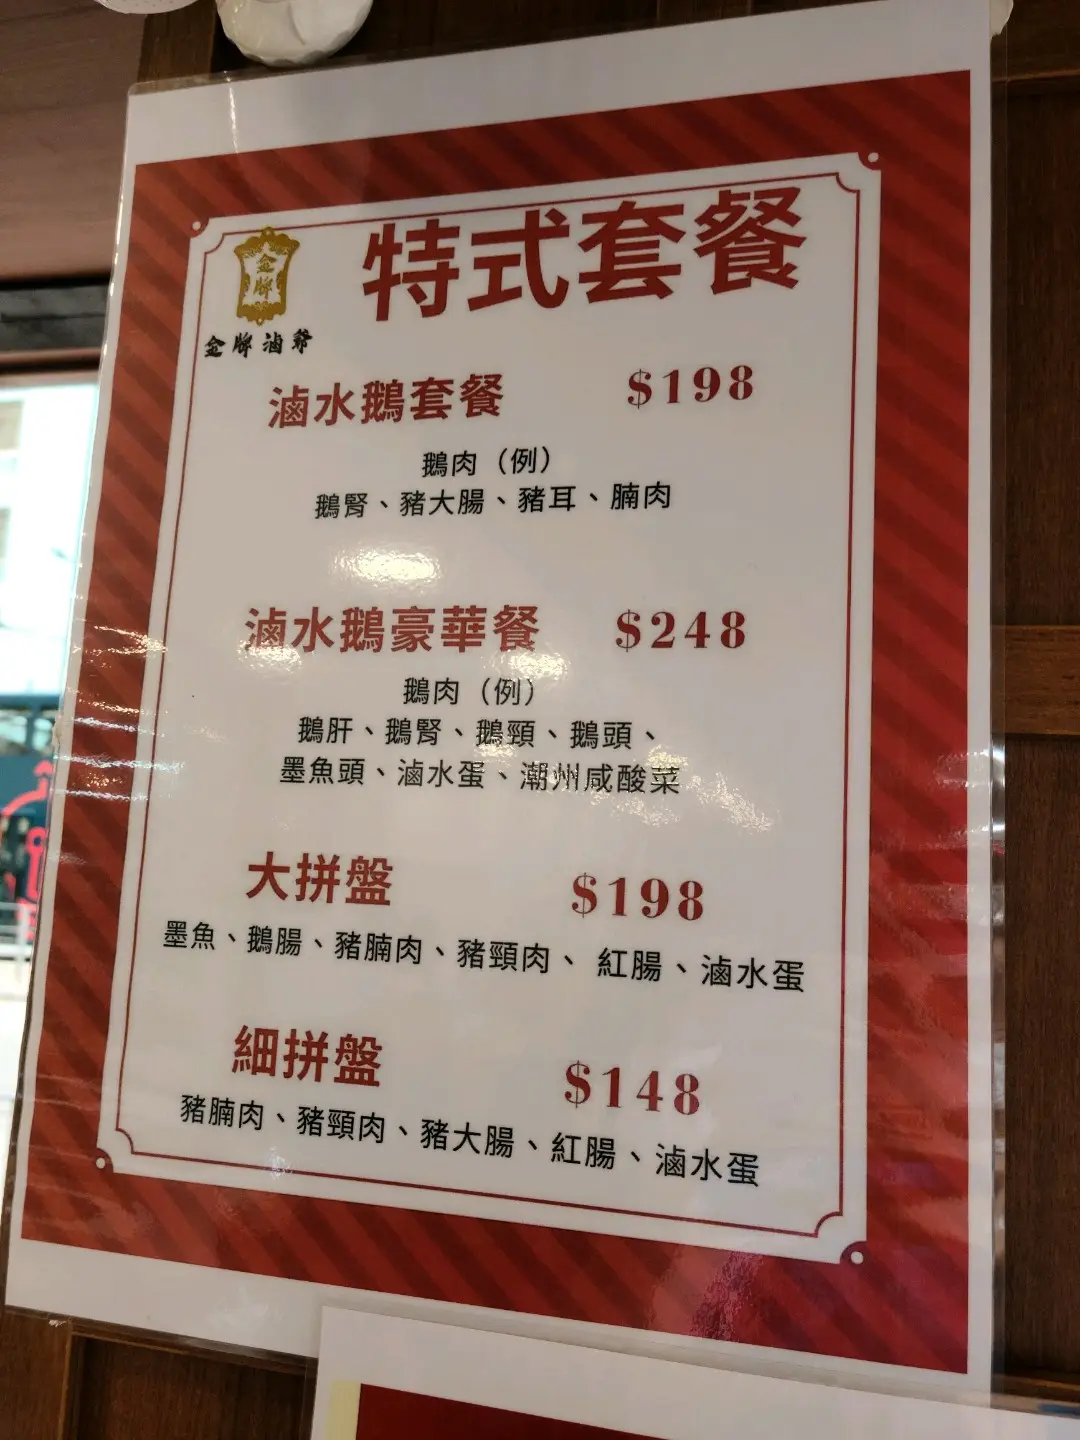 特式套餐
金牌
金牌滷爺
滷水鵝套餐 $198
鵝肉（例）
鵝腎、豬大腸、豬耳、腩肉
滷水鵝豪華餐 $248
鵝肉（例）
鵝肝、鵝腎、鵝頸、鵝頭、
墨魚頭、滷水蛋、潮州咸酸菜
大拼盤 $198
墨魚、鵝腸、豬腩肉、豬頸肉、紅腸、滷水蛋
細拼盤 $148
豬腩肉、豬頸肉、豬大腸、紅腸、滷水蛋